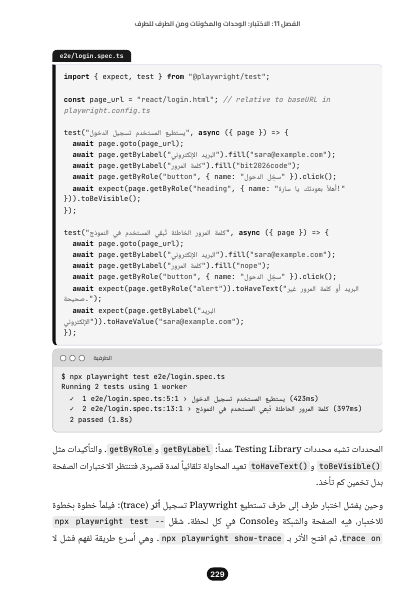 الفصل 11: الاختبار: الوحدات والمكونات ومن الطرف للطرف
e2e/login.spec.ts
import { expect, test } from "@playwright/test";
const page_url = "react/login.html"; // relative to baseURL in
playwright.config.ts
test("يستطيع المستخدم تسجيل الدخول", async ({ page }) => {
await page.goto(page_url);
await page.getByLabel("البريد الإلكتروني").fill("sara@example.com");
await page.getByLabel("كلمة المرور").fill("bit2026code");
await page.getByRole("button", { name: "سجّل الدخول" }).click();
await expect(page.getByRole("heading", { name: "أهلاً بعودتك يا سارة!"
})).toBeVisible();
});
test("كلمة المرور الخاطئة تُبقي المستخدم في النموذج", async ({ page }) => {
await page.goto(page_url);
await page.getByLabel("البريد الإلكتروني").fill("sara@example.com");
await page.getByLabel("كلمة المرور").fill("nope");
await page.getByRole("button", { name: "سجّل الدخول" }).click();
await expect(page.getByRole("alert")).toHaveText("البريد أو كلمة المرور غير
صحيحة.");
await expect(page.getByLabel("البريد
الإلكتروني")).toHaveValue("sara@example.com");
});
الطرفية
$ npx playwright test e2e/login.spec.ts
Running 2 tests using 1 worker
✓ 1 e2e/login.spec.ts:5:1 › يستطيع المستخدم تسجيل الدخول (423ms)
✓ 2 e2e/login.spec.ts:13:1 › كلمة المرور الخاطئة تُبقي المستخدم في النموذج (397ms)
2 passed (1.8s)
المحددات تشبه محددات Testing Library عمداً: getByLabel و getByRole. والتأكيدات مثل
toBeVisible() و toHaveText() تعيد المحاولة تلقائياً لمدة قصيرة، فتنتظر الاختبارات الصفحة
بدل تخمين كم تأخذ.
وحين يفشل اختبار طرف إلى طرف تستطيع Playwright تسجيل أثر (trace): فيلماً خطوة بخطوة
للاختبار، فيه الصفحة والشبكة وConsole في كل لحظة. شغّل npx playwright test --
trace on، ثم افتح الأثر بـ npx playwright show-trace. وهي أسرع طريقة لفهم فشل لا
229